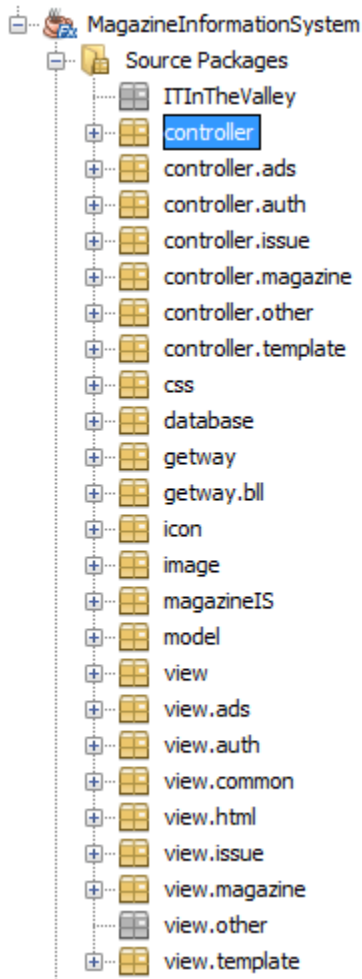 MagazineInformationSystem
Source Packages
ITInTheValley
controller
controller.ads
controller.auth
controller.issue
controller.magazine
controller.other
controller.template
css
database
getway
getway.bll
icon
image
magazineIS
model
view
view.ads
view.auth
view.common
view.html
view.issue
view.magazine
view.other
view.template